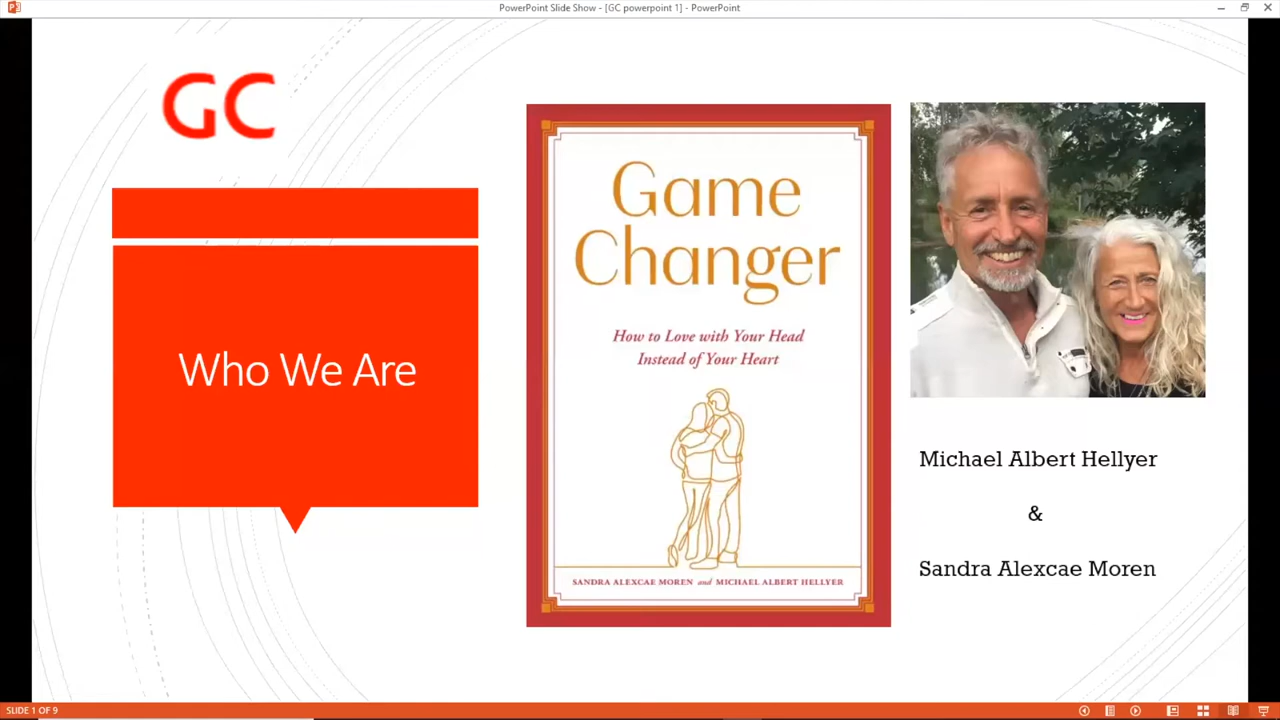 PowerPoint Slide Show - [GC powerpoint 1] - PowerPoint
GC
Who We Are
Game
Changer
How to Love with Your Head
Instead of Your Heart
SANDRA ALEXCAE MOREN and MICHAEL ALBERT HELLYER
Michael Albert Hellyer
&
Sandra Alexcae Moren
SLIDE 1 OF 9